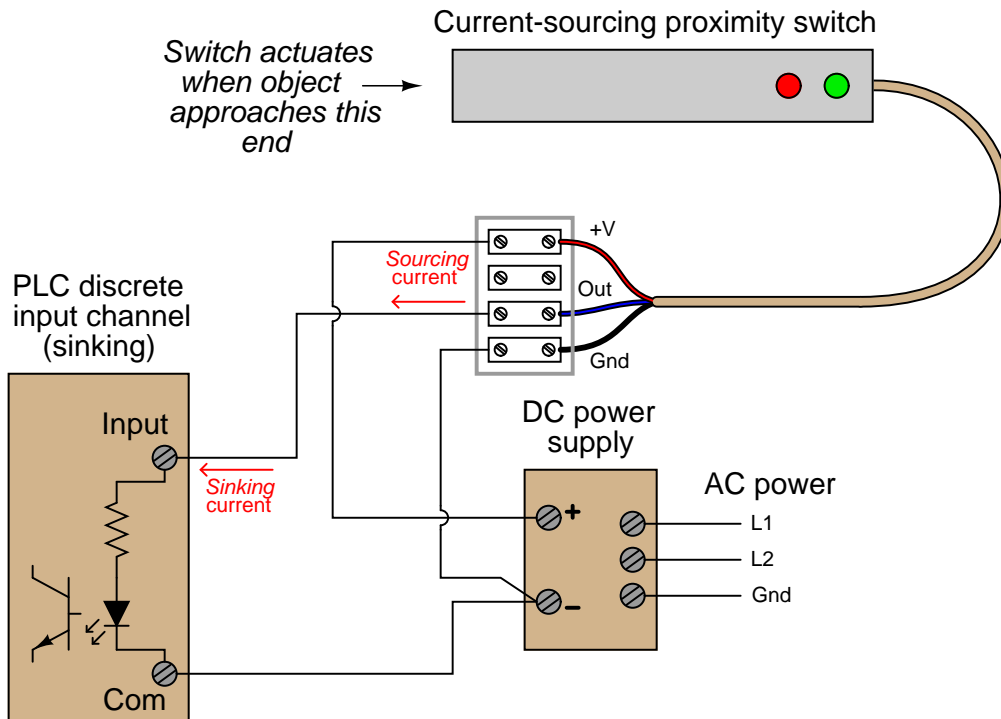 Current-sourcing proximity switch
Switch actuates
when object
approaches this
end
+V
Sourcing
current
Out
Gnd
PLC discrete
input channel
(sinking)
Input
Sinking
current
Com
DC power
supply
+
–
AC power
L1
L2
Gnd